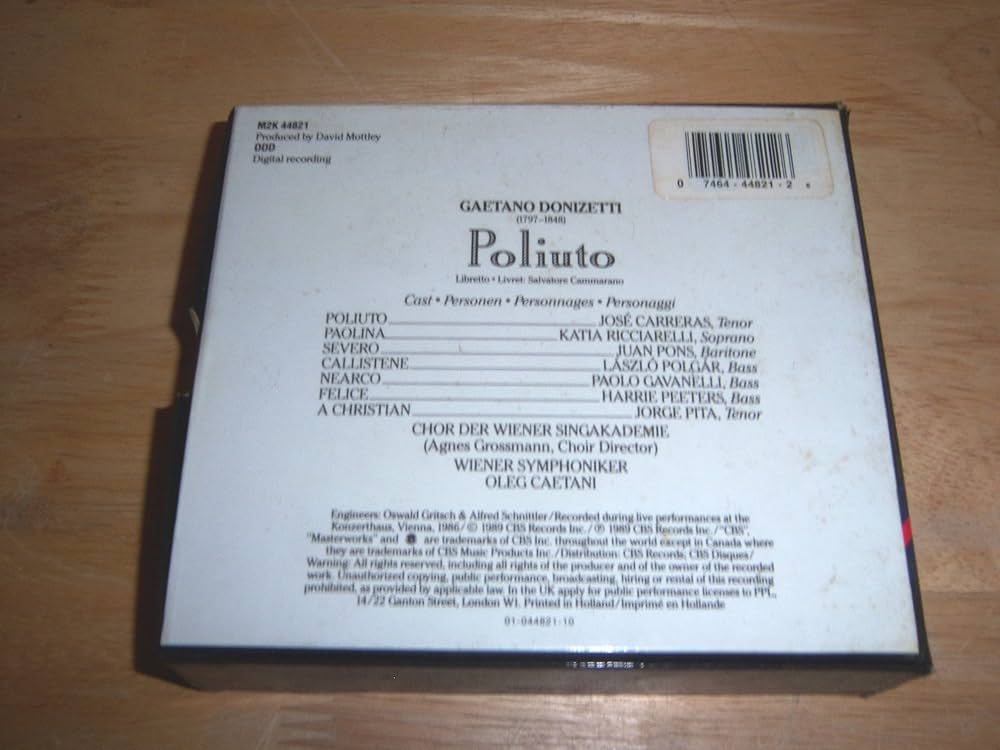 M2K 44821
Produced by David Mottley
DDD
Digital recording
0 7464-44821-2 6
GAETANO DONIZETTI
(1797–1848)
Poliuto
Libretto • Livret: Salvatore Cammarano
Cast • Personen • Personnages • Personaggi
POLIUTO JOSÉ CARRERAS, Tenor
PAOLINA KATIA RICCIARELLI, Soprano
SEVERO JUAN PONS, Baritone
CALLISTENE LÁSZLÓ POLGÁR, Bass
NEARCO PAOLO GAVANELLI, Bass
FELICE HARRIE PEETERS, Bass
A CHRISTIAN JORGE PITA, Tenor
CHOR DER WIENER SINGAKADEMIE
(Agnes Grossmann, Choir Director)
WIENER SYMPHONIKER
OLEG CAETANI
Engineers: Oswald Gritsch & Alfred Schnittler/Recorded during live performances at the
Konzerthaus, Vienna, 1986/© 1989 CBS Records Inc./℗ 1989 CBS Records Inc./"CBS",
"Masterworks" and are trademarks of CBS Inc. throughout the world except in Canada where
they are trademarks of CBS Music Products Inc./Distribution: CBS Records; CBS Disques/
Warning: All rights reserved, including all rights of the producer and of the owner of the recorded
work. Unauthorized copying, public performance, broadcasting, hiring or rental of this recording
prohibited, as provided by applicable law. In the UK apply for public performance licenses to PPL,
14/22 Ganton Street, London W1. Printed in Holland/Imprimé en Hollande
01-044821-10